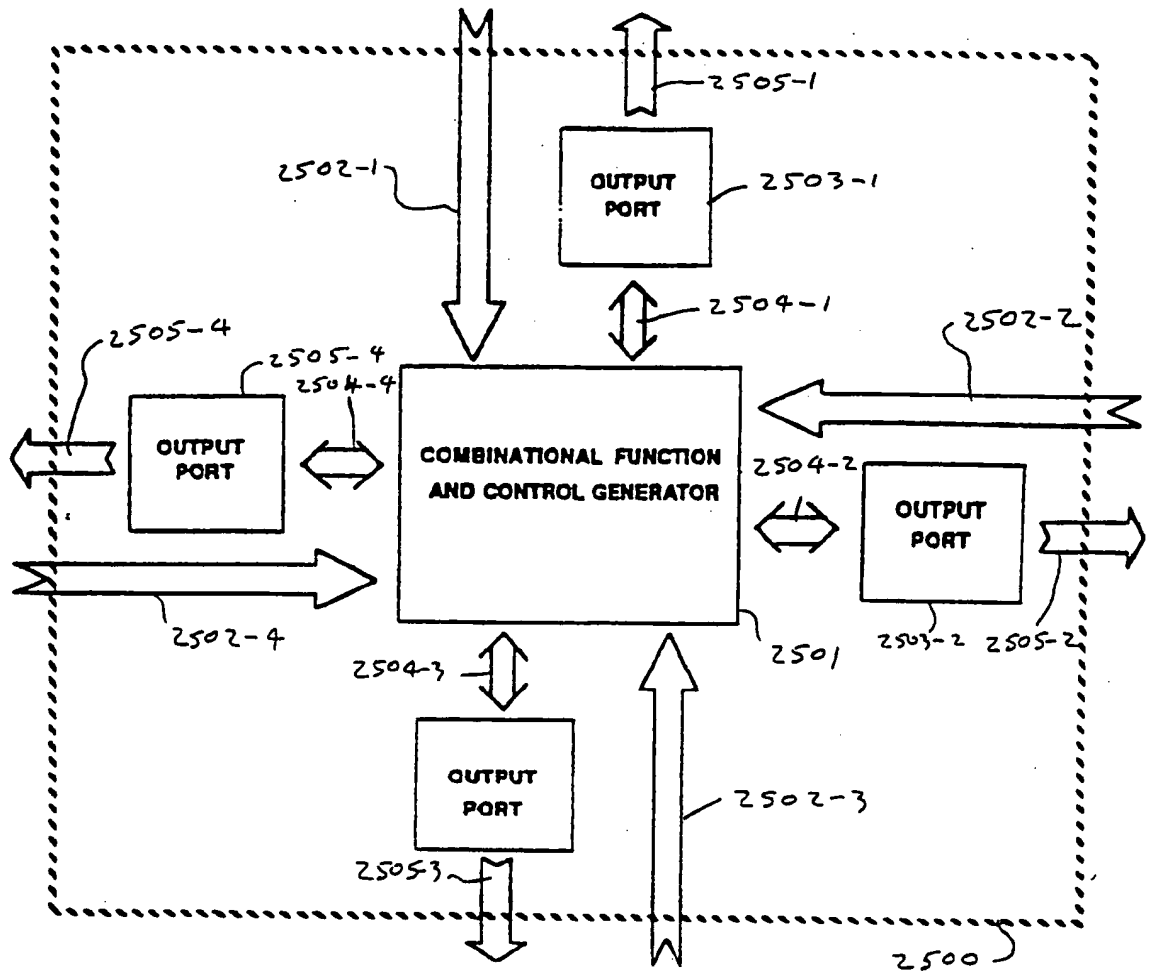 2505-1
2502-1
OUTPUT
PORT
2503-1
2504-1
2505-4
2505-4
2504-4
2502-2
OUTPUT
PORT
COMBINATIONAL FUNCTION
AND CONTROL GENERATOR
2504-2
OUTPUT
PORT
2502-4
2504-3
2501
2503-2
2505-2
OUTPUT
PORT
2502-3
2505-3
2500